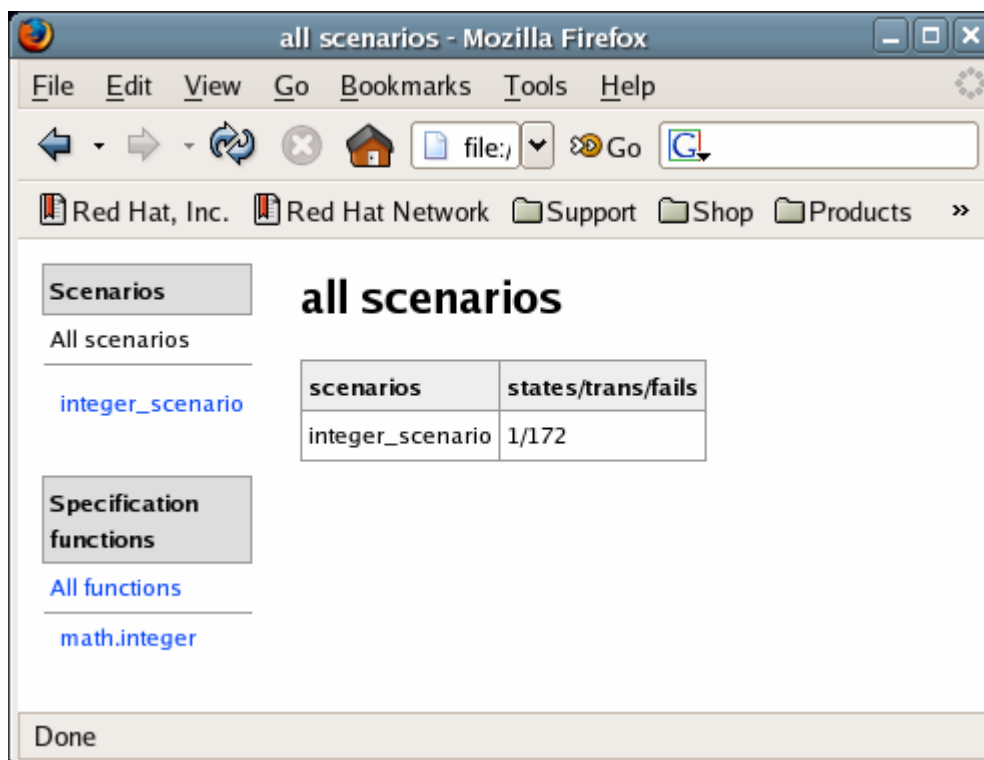 all scenarios - Mozilla Firefox
File Edit View Go Bookmarks Tools Help
file:/ Go G
Red Hat, Inc. Red Hat Network Support Shop Products »
Scenarios
All scenarios
integer_scenario
Specification
functions
All functions
math.integer
all scenarios
scenarios states/trans/fails
integer_scenario 1/172
Done